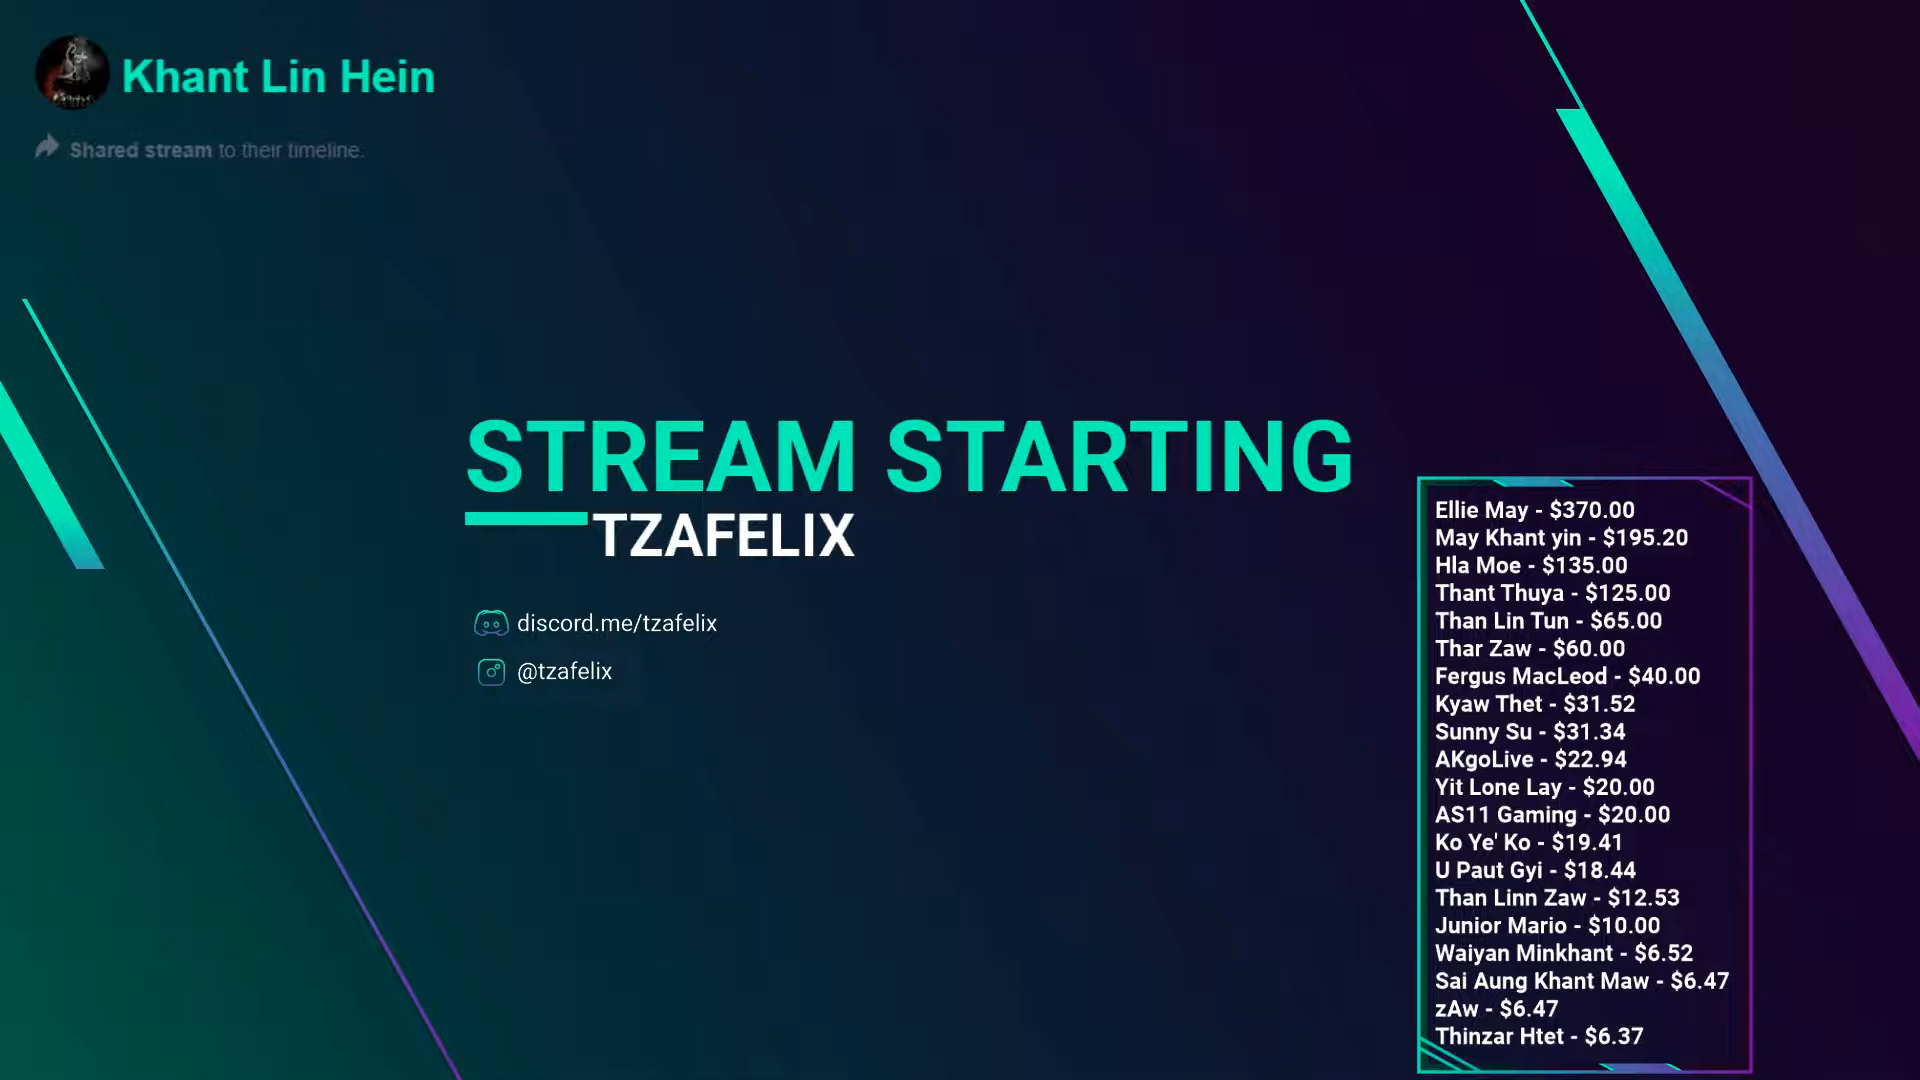 Khant Lin Hein
Shared stream to their timeline.
STREAM STARTING
TZAFELIX
discord.me/tzafelix
@tzafelix
Ellie May - $370.00
May Khant yin - $195.20
Hla Moe - $135.00
Thant Thuya - $125.00
Than Lin Tun - $65.00
Thar Zaw - $60.00
Fergus MacLeod - $40.00
Kyaw Thet - $31.52
Sunny Su - $31.34
AKgoLive - $22.94
Yit Lone Lay - $20.00
AS11 Gaming - $20.00
Ko Ye' Ko - $19.41
U Paut Gyi - $18.44
Than Linn Zaw - $12.53
Junior Mario - $10.00
Waiyan Minkhant - $6.52
Sai Aung Khant Maw - $6.47
zAw - $6.47
Thinzar Htet - $6.37